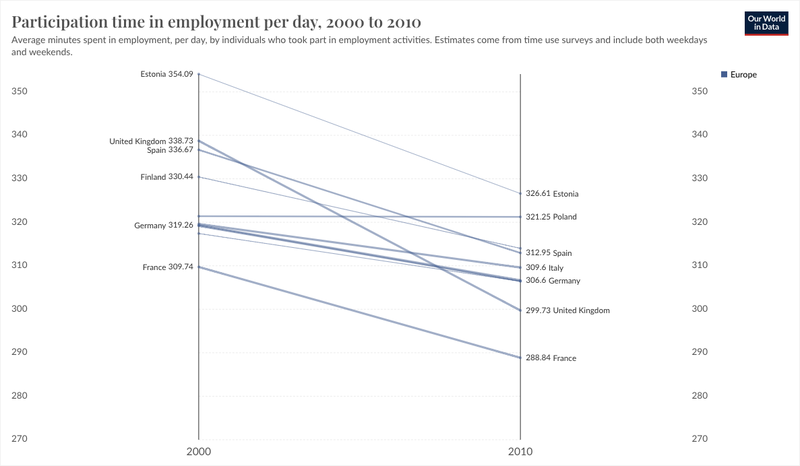 Participation time in employment per day, 2000 to 2010
Average minutes spent in employment, per day, by individuals who took part in employment activities. Estimates come from time use surveys and include both weekdays
and weekends.
Our World
in Data
Europe
350
340
330
320
310
300
290
280
270
Estonia 354.09
United Kingdom 338.73
Spain 336.67
Finland 330.44
Germany 319.26
France 309.74
326.61 Estonia
321.25 Poland
312.95 Spain
309.6 Italy
306.6 Germany
299.73 United Kingdom
288.84 France
350
340
330
320
310
300
290
280
270
2000
2010